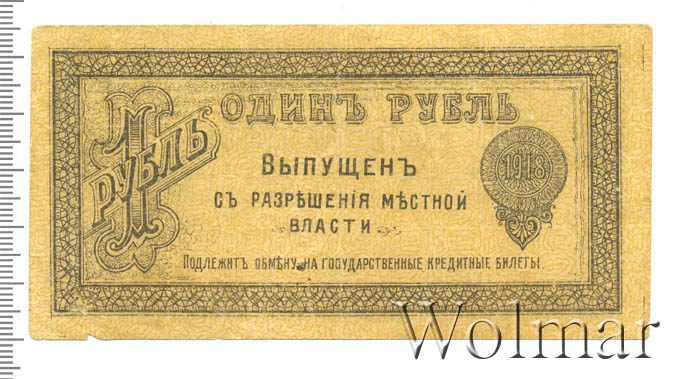 ОДИНЪ РУБЛЬ
1 РУБЛЬ
1918
ВЫПУЩЕНЪ
СЪ РАЗРѢШЕНІЯ МѢСТНОЙ
ВЛАСТИ
ПОДЛЕЖИТЪ ОБМѢНУ НА ГОСУДАРСТВЕННЫЕ КРЕДИТНЫЕ БИЛЕТЫ.
Wolmar